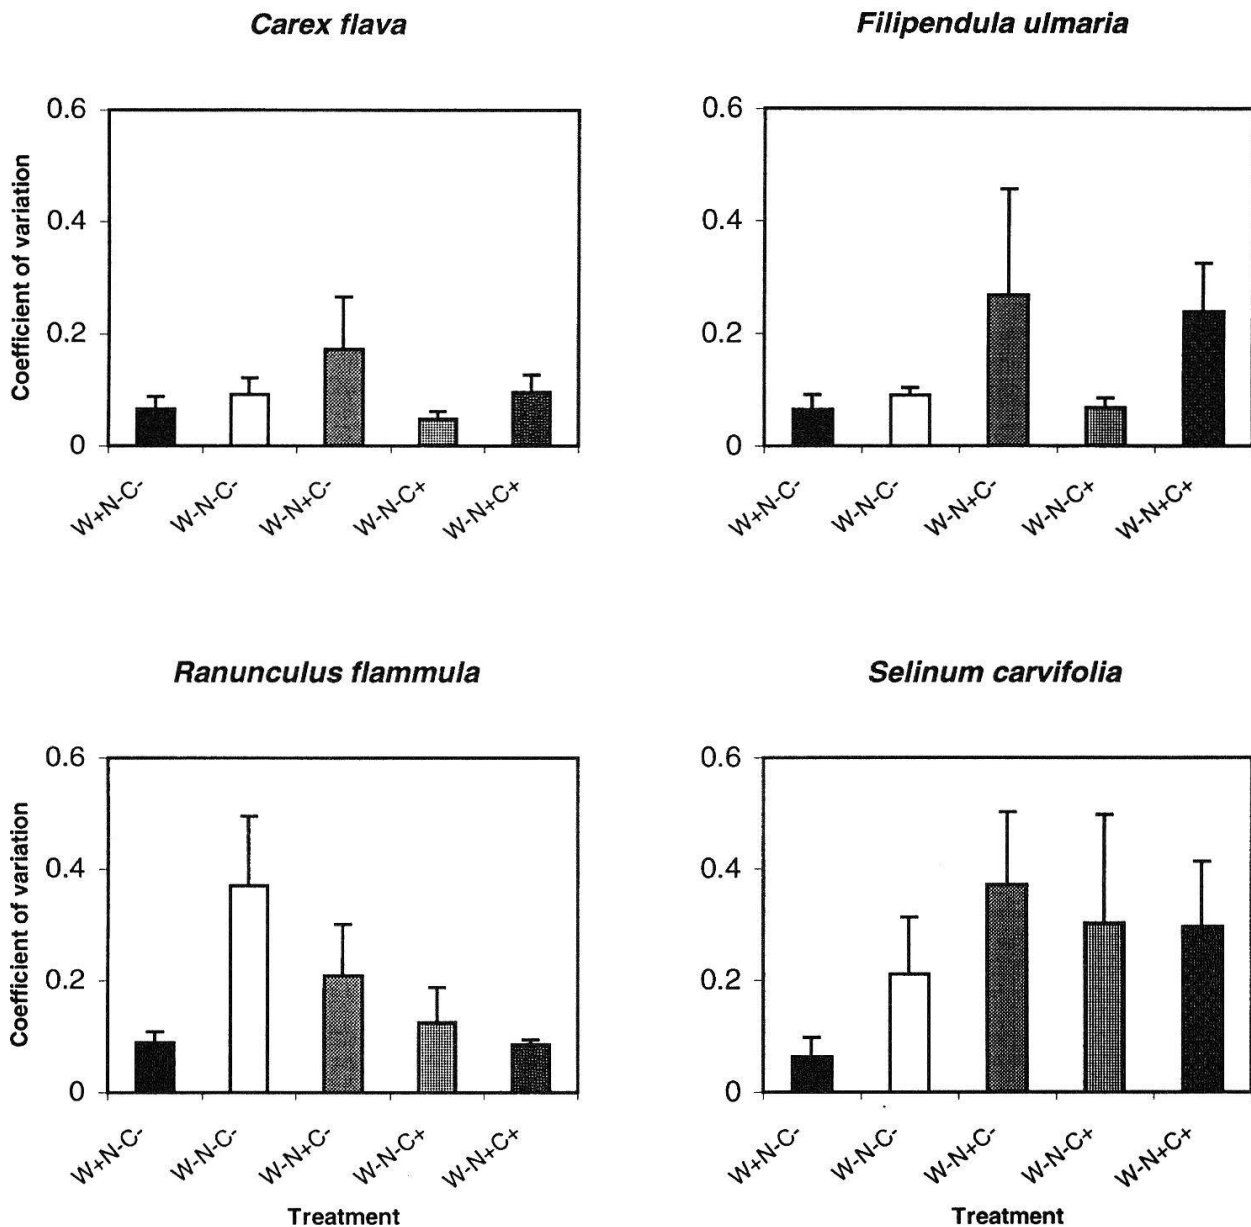 Carex flava
Filipendula ulmaria
Coefficient of variation
0.6
0.4
0.2
0
W+N-C-
W-N-C-
W-N+C-
W-N-C+
W-N+C+
0.6
0.4
0.2
0
W+N-C-
W-N-C-
W-N+C-
W-N-C+
W-N+C+
Ranunculus flammula
Selinum carvifolia
Coefficient of variation
0.6
0.4
0.2
0
W+N-C-
W-N-C-
W-N+C-
W-N-C+
W-N+C+
Treatment
0.6
0.4
0.2
0
W+N-C-
W-N-C-
W-N+C-
W-N-C+
W-N+C+
Treatment